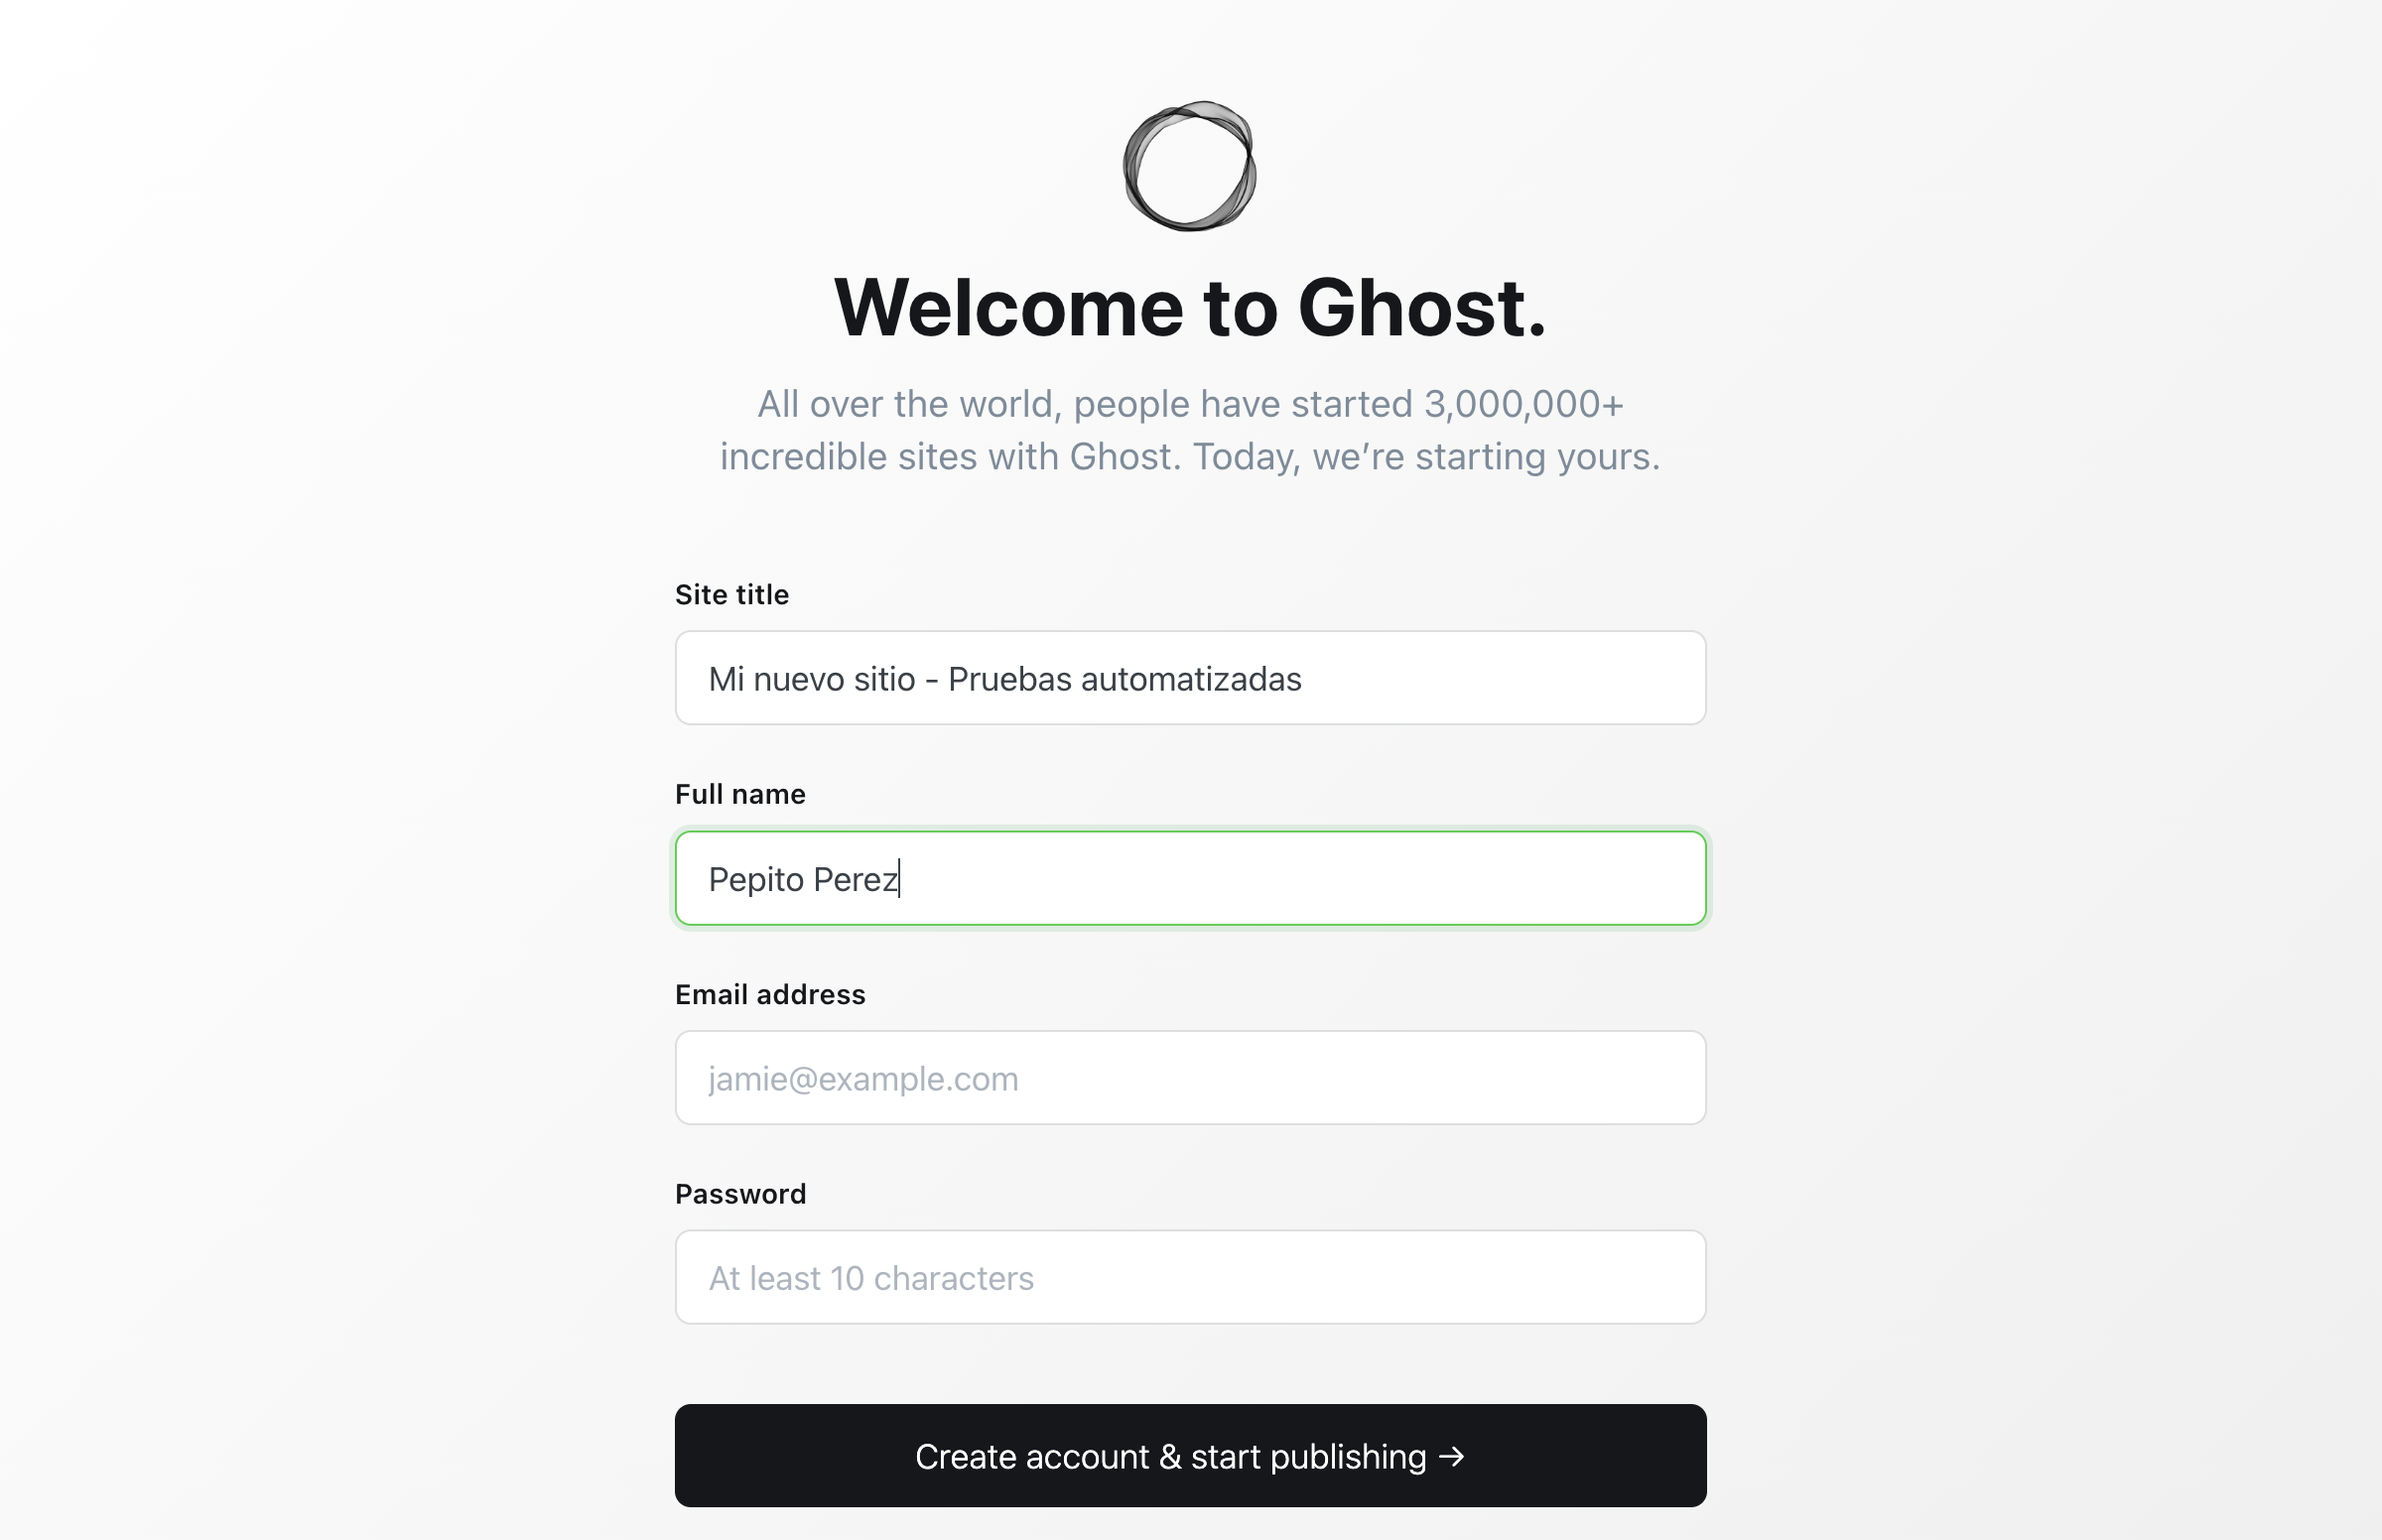 Welcome to Ghost.
All over the world, people have started 3,000,000+
incredible sites with Ghost. Today, we’re starting yours.
Site title
Mi nuevo sitio - Pruebas automatizadas
Full name
Pepito Perez
Email address
jamie@example.com
Password
At least 10 characters
Create account & start publishing →